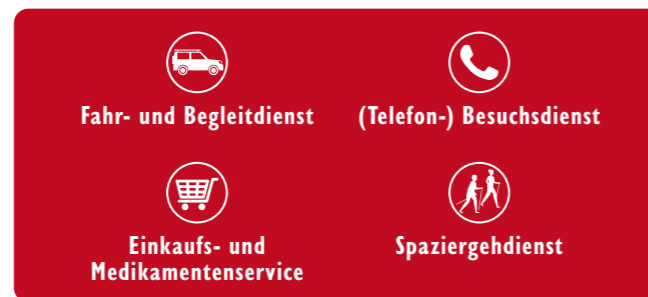 Fahr- und Begleitdienst
(Telefon-) Besuchsdienst
Einkaufs- und
Medikamentenservice
Spaziergehdienst